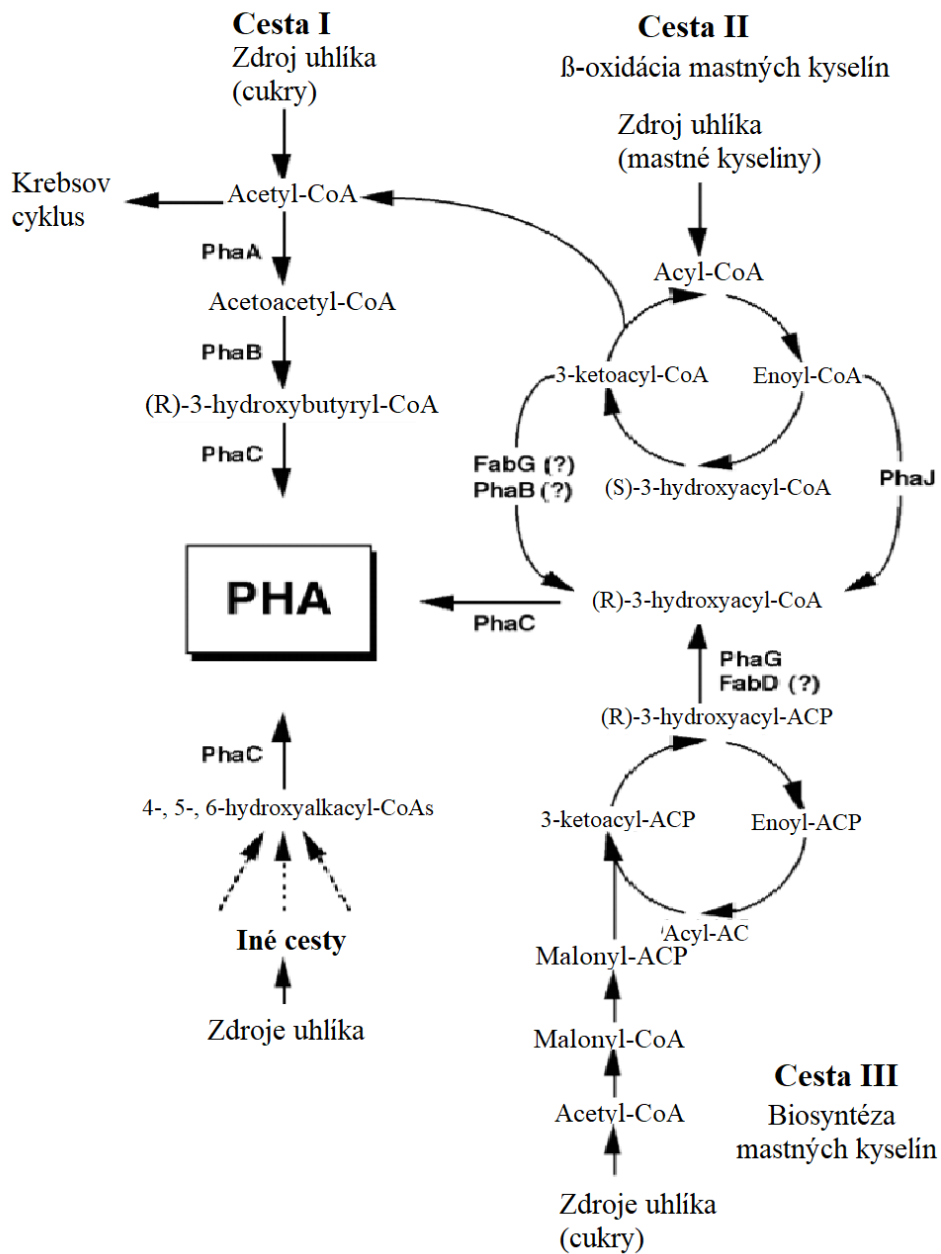 Cesta I
Zdroj uhlíka
(cukry)
Krebsov
cyklus
Acetyl-CoA
PhaA
Acetoacetyl-CoA
PhaB
(R)-3-hydroxybutyryl-CoA
PhaC
PHA
Cesta II
ß-oxidácia mastných kyselín
Zdroj uhlíka
(mastné kyseliny)
Acyl-CoA
3-ketoacyl-CoA
Enoyl-CoA
FabG (?)
PhaB (?)
(S)-3-hydroxyacyl-CoA
PhaJ
(R)-3-hydroxyacyl-CoA
PhaC
PhaG
FabD (?)
(R)-3-hydroxyacyl-ACP
PhaC
4-, 5-, 6-hydroxyalkacyl-CoAs
Iné cesty
Zdroje uhlíka
3-ketoacyl-ACP
Enoyl-ACP
Acyl-AC
Malonyl-ACP
Malonyl-CoA
Acetyl-CoA
Zdroje uhlíka
(cukry)
Cesta III
Biosyntéza
mastných kyselín